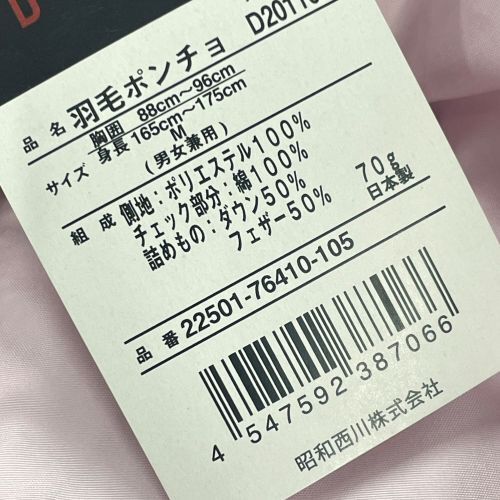 D
品 名 羽毛ポンチョ
胸囲 88cm～96cm
サイズ 身長 165cm～175cm
M
(男女兼用)
組 成 側地：ポリエステル100%
チェック部分：綿100%
詰めもの：ダウン50%
フェザー50%
70g
日本製
品 番 22501-76410-105
4 547592 387066
昭和西川株式会社